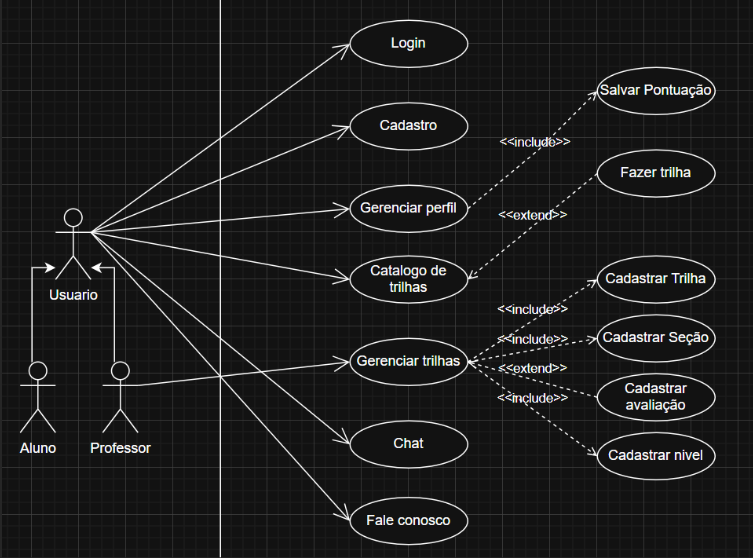 Login
Salvar Pontuação
Cadastro
<<include>>
Fazer trilha
Gerenciar perfil
<<extend>>
Catalogo de
trilhas
Cadastrar Trilha
Usuario
<<include>>
Cadastrar Seção
<<include>>
Gerenciar trilhas
<<extend>>
Cadastrar
avaliação
<<include>>
Aluno
Professor
Chat
Cadastrar nivel
Fale conosco